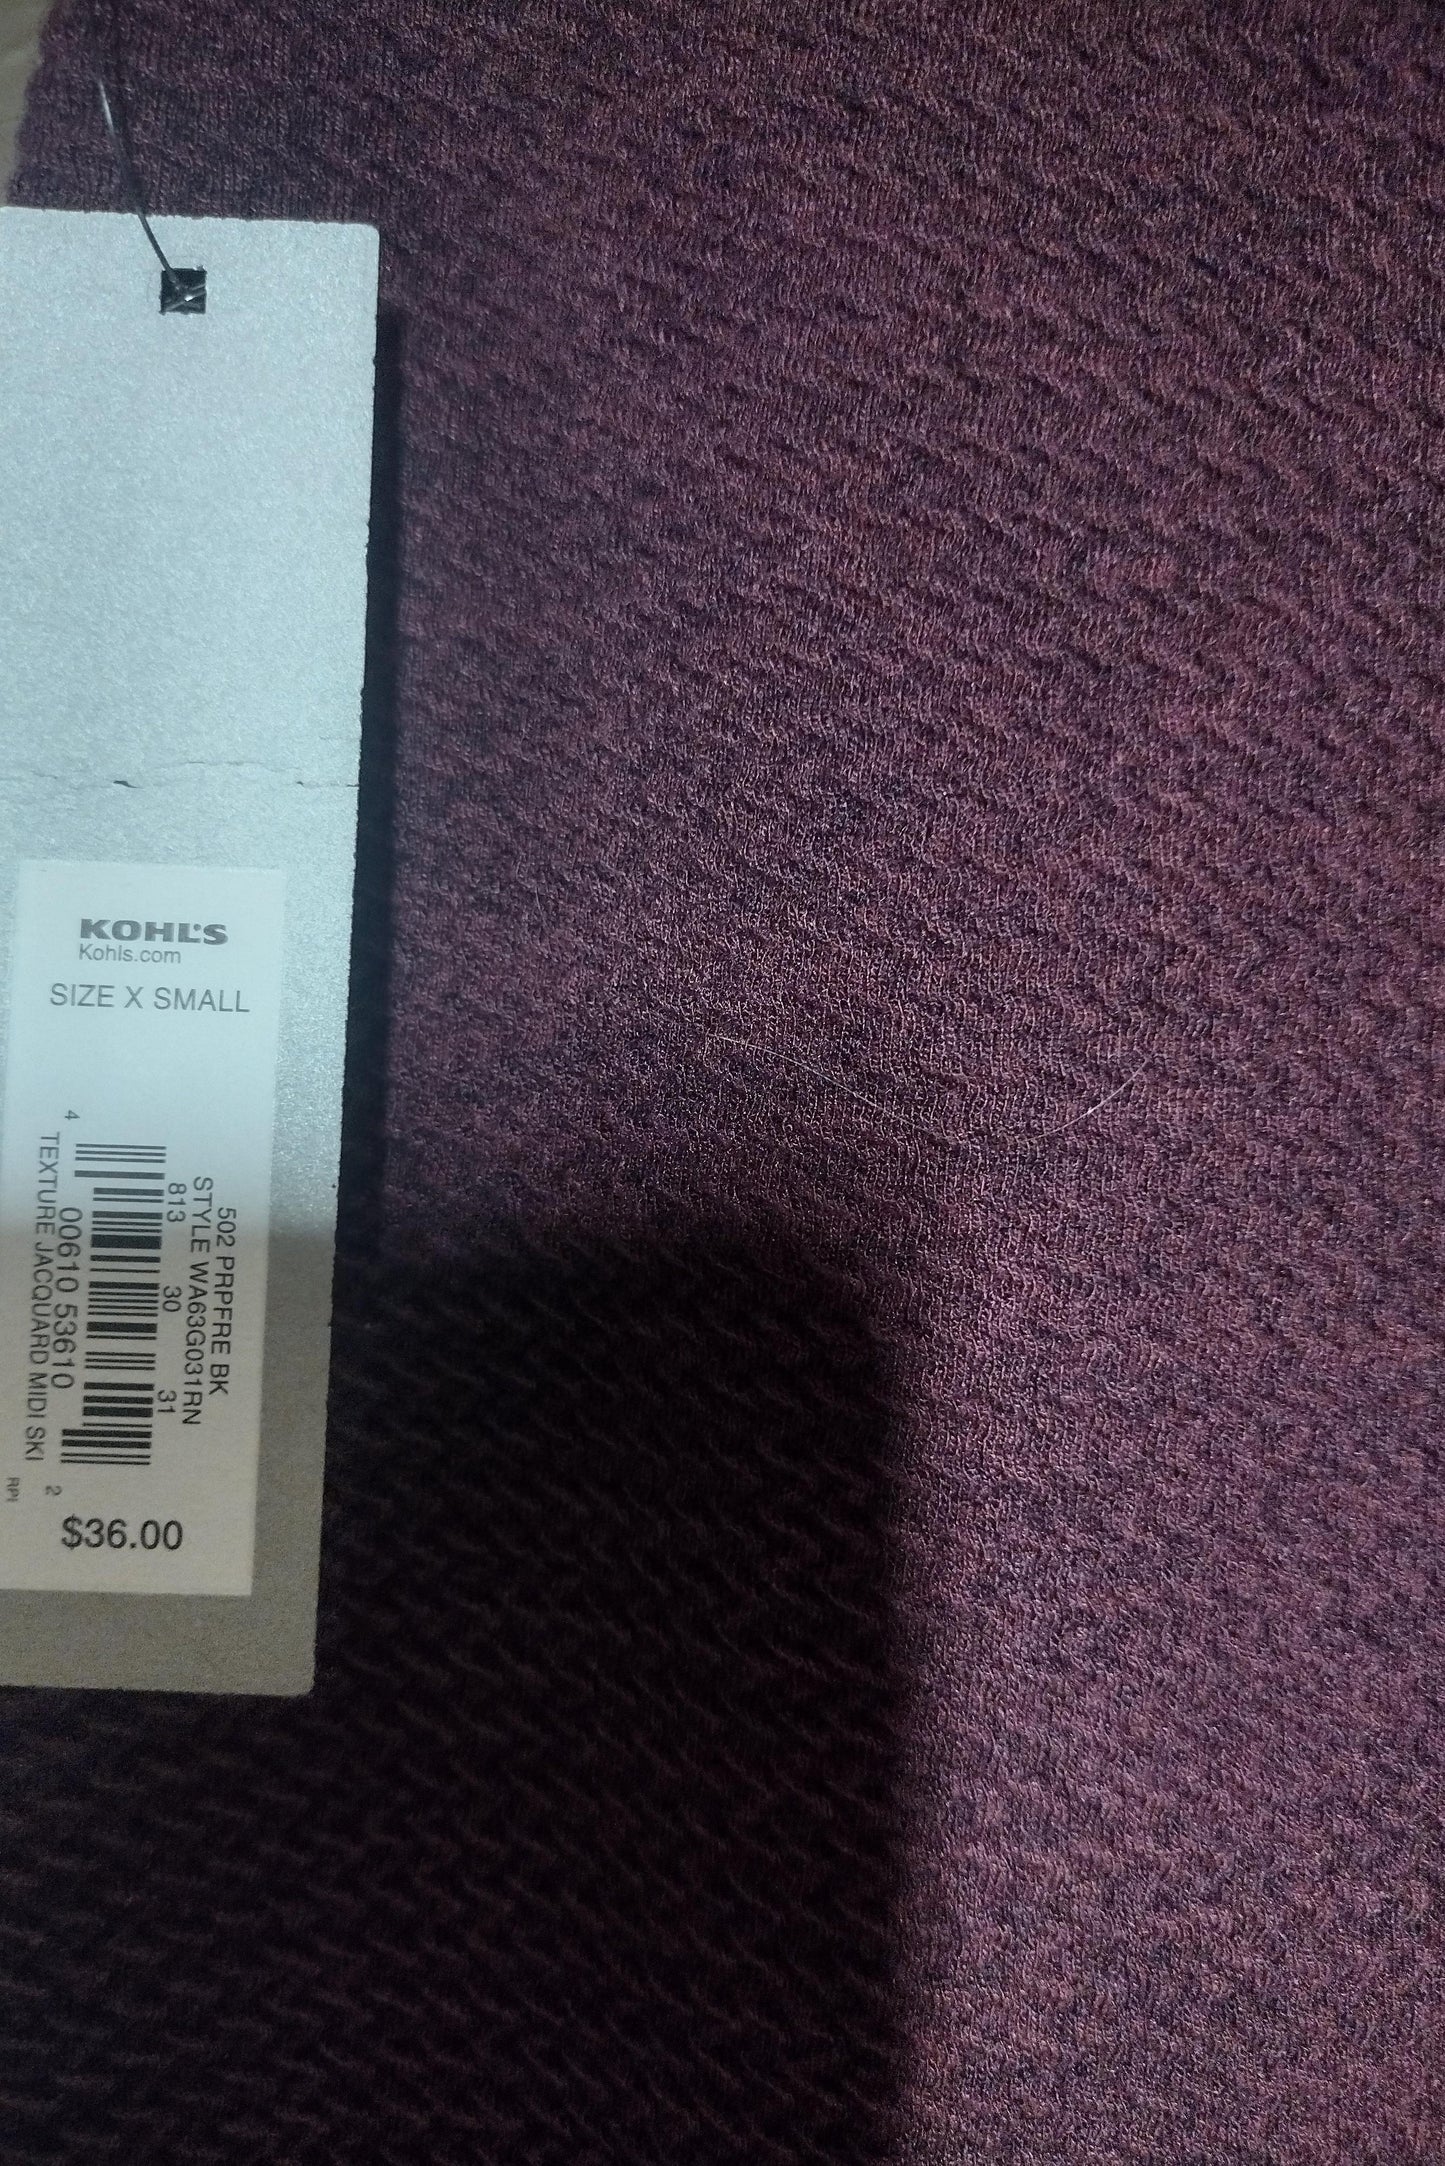 KOHL'S
Kohls.com
SIZE X SMALL
502 PRPFRE BK
STYLE WA63G031RN
813 30 31
4 00610 53610 2
TEXTURE JACQUARD MIDI SKI
RPI
$36.00